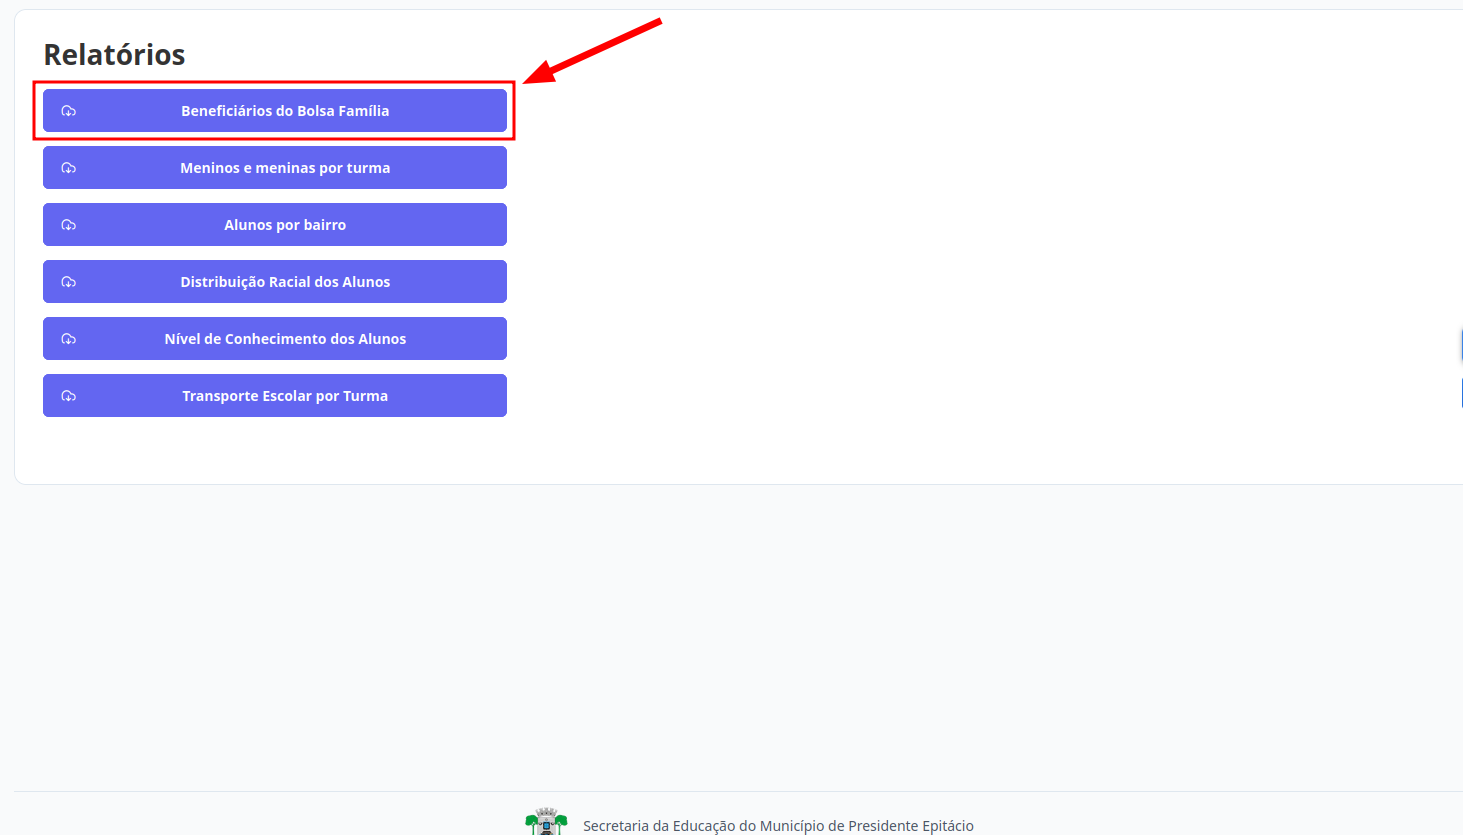 Relatórios
Beneficiários do Bolsa Família
Meninos e meninas por turma
Alunos por bairro
Distribuição Racial dos Alunos
Nível de Conhecimento dos Alunos
Transporte Escolar por Turma
Secretaria da Educação do Município de Presidente Epitácio